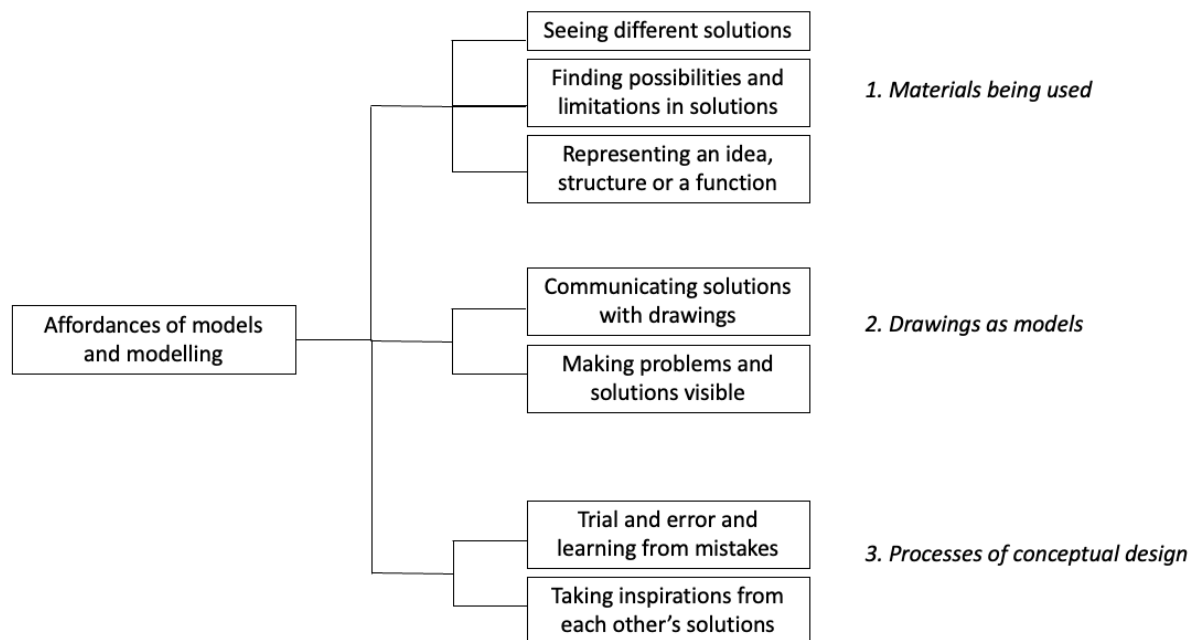 Seeing different solutions
Finding possibilities and
limitations in solutions
1. Materials being used
Representing an idea,
structure or a function
Communicating solutions
with drawings
2. Drawings as models
Affordances of models
and modelling
Making problems and
solutions visible
Trial and error and
learning from mistakes
3. Processes of conceptual design
Taking inspirations from
each other’s solutions